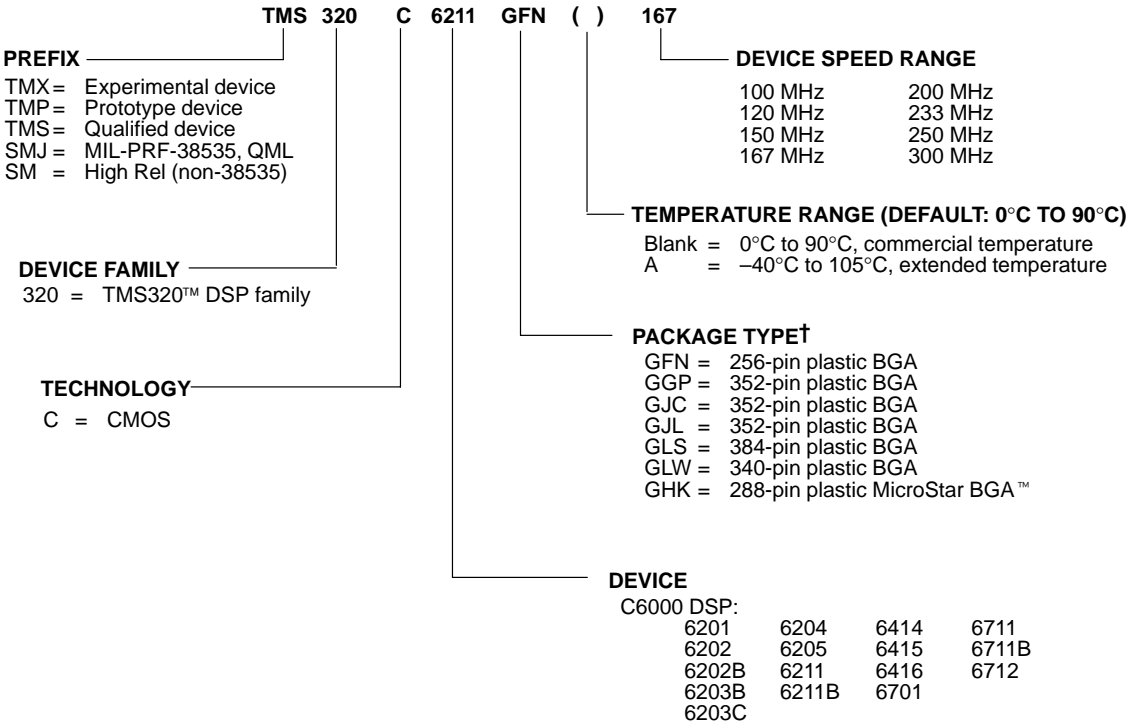 TMS 320 C 6211 GFN ( ) 167
PREFIX
TMX = Experimental device
TMP = Prototype device
TMS = Qualified device
SMJ = MIL-PRF-38535, QML
SM = High Rel (non-38535)
DEVICE SPEED RANGE
100 MHz 200 MHz
120 MHz 233 MHz
150 MHz 250 MHz
167 MHz 300 MHz
TEMPERATURE RANGE (DEFAULT: 0°C TO 90°C)
Blank = 0°C to 90°C, commercial temperature
A = –40°C to 105°C, extended temperature
DEVICE FAMILY
320 = TMS320™ DSP family
PACKAGE TYPE†
GFN = 256-pin plastic BGA
GGP = 352-pin plastic BGA
GJC = 352-pin plastic BGA
GJL = 352-pin plastic BGA
GLS = 384-pin plastic BGA
GLW = 340-pin plastic BGA
GHK = 288-pin plastic MicroStar BGA™
TECHNOLOGY
C = CMOS
DEVICE
C6000 DSP:
6201 6204 6414 6711
6202 6205 6415 6711B
6202B 6211 6416 6712
6203B 6211B 6701
6203C